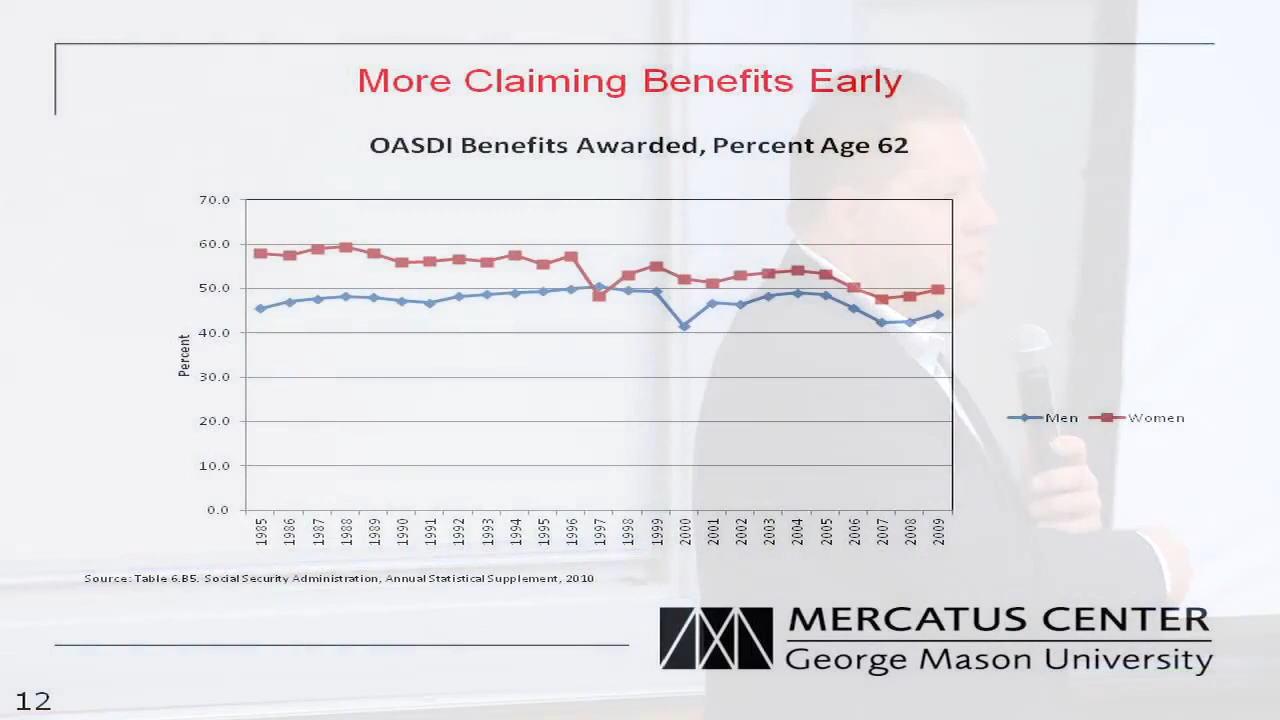 More Claiming Benefits Early
OASDI Benefits Awarded, Percent Age 62
70.0
60.0
50.0
40.0
30.0
20.0
10.0
0.0
Percent
1985 1986 1987 1988 1989 1990 1991 1992 1993 1994 1995 1996 1997 1998 1999 2000 2001 2002 2003 2004 2005 2006 2007 2008 2009
Men Women
Source: Table 6.B5. Social Security Administration, Annual Statistical Supplement, 2010
MERCATUS CENTER
George Mason University
12